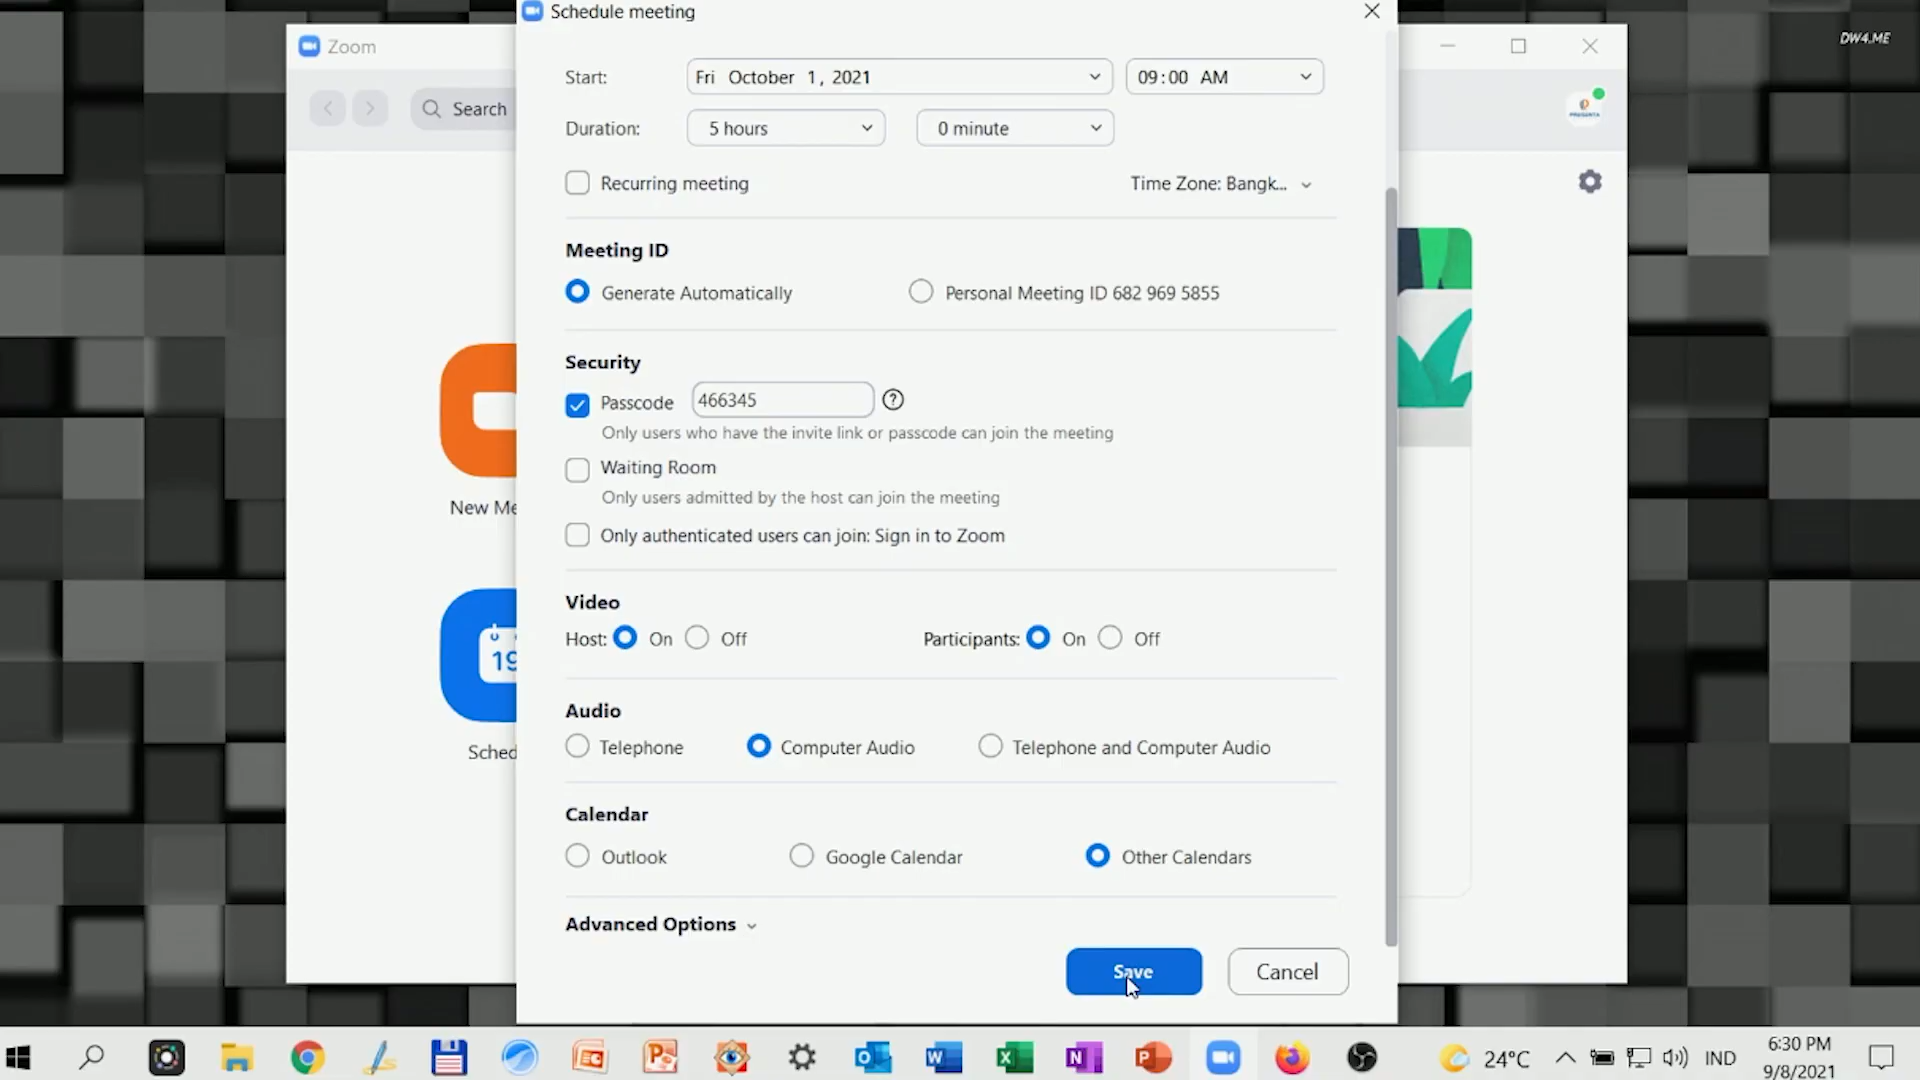 Schedule meeting
DW4.ME
Zoom
Start:
Fri October 1, 2021
09:00 AM
Search
Duration:
5 hours
0 minute
PRESENTA
Recurring meeting
Time Zone: Bangk...
Meeting ID
Generate Automatically
Personal Meeting ID 682 969 5855
Security
Passcode
466345
?
Only users who have the invite link or passcode can join the meeting
Waiting Room
Only users admitted by the host can join the meeting
New Me
Only authenticated users can join: Sign in to Zoom
Video
Host:
On
Off
Participants:
On
Off
19
Audio
Telephone
Computer Audio
Telephone and Computer Audio
Sched
Calendar
Outlook
Google Calendar
Other Calendars
Advanced Options
Save
Cancel
24°C
IND
6:30 PM
9/8/2021